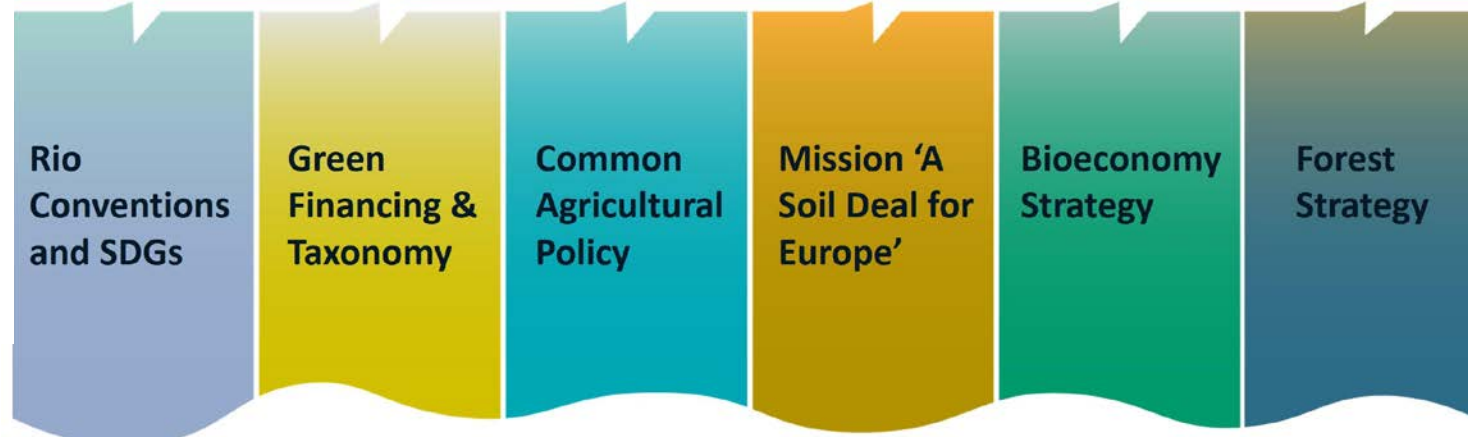 Rio
Conventions
and SDGs
Green
Financing &
Taxonomy
Common
Agricultural
Policy
Mission ‘A
Soil Deal for
Europe’
Bioeconomy
Strategy
Forest
Strategy